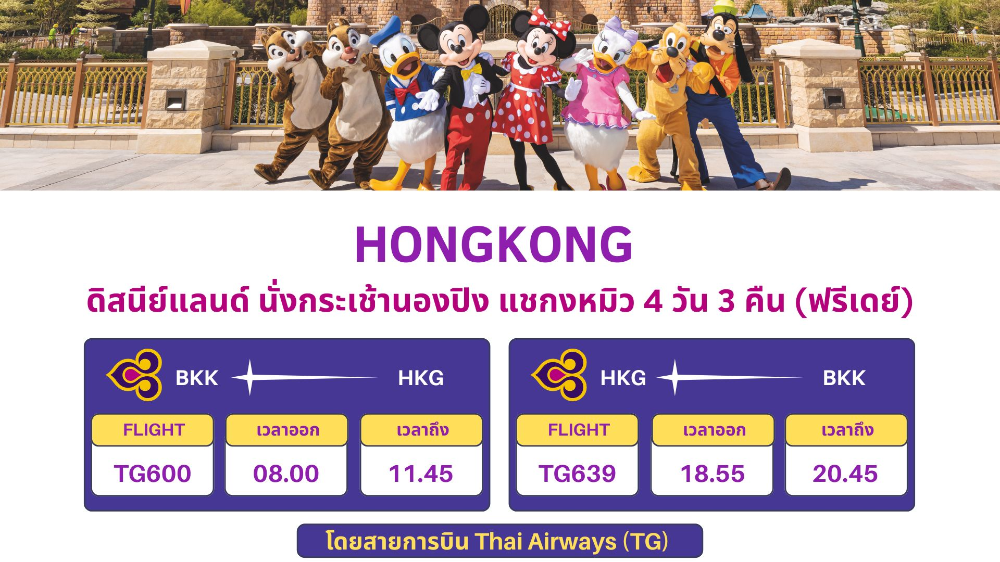 HONGKONG
ดิสนีย์แลนด์ นั่งกระเช้านองปิง แชกงหมิว 4 วัน 3 คืน (ฟรีเดย์)
BKK HKG
FLIGHT เวลาออก เวลาถึง
TG600 08.00 11.45
HKG BKK
FLIGHT เวลาออก เวลาถึง
TG639 18.55 20.45
โดยสายการบิน Thai Airways (TG)